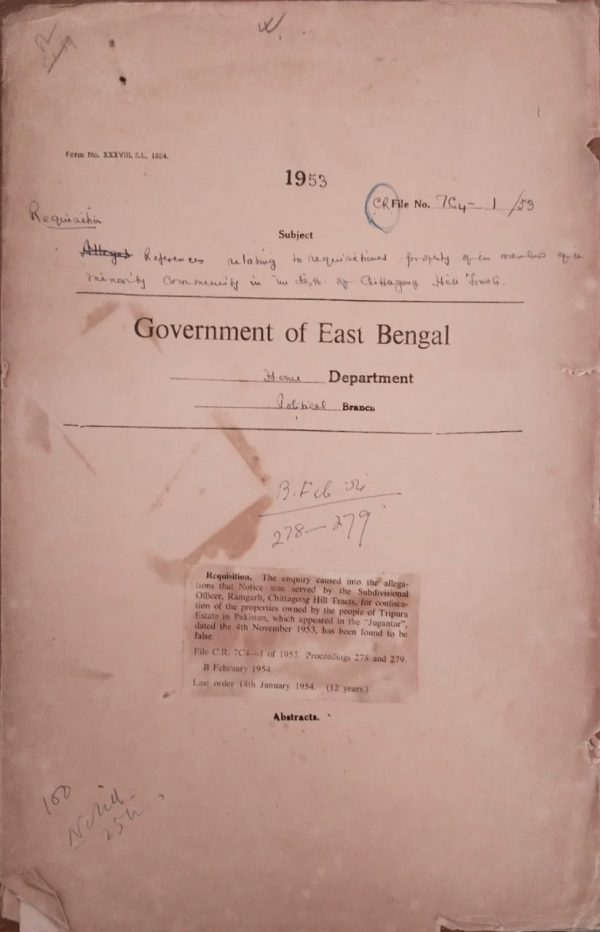 Form No. XXXVIII, B.L., 1924.
1953
CR File No. 7C4-1/53
Requisition
Subject
Alleged References relating to requisitioned property of the members of the
minority community in the distt. of Chittagong Hill Tracts.
Government of East Bengal
Home Department
Political Branch
B. Feb '54
278-279
Requisition. The enquiry caused into the allega-
tions that Notice was served by the Subdivisional
Officer, Ramgarh, Chittagong Hill Tracts, for confisca-
tion of the properties owned by the people of Tripura
Estate in Pakistan, which appeared in the "Jugantar",
dated the 4th November 1953, has been found to be
false.
File C.R. 7C4-1 of 1953. Proceedings 278 and 279.
B February 1954.
Last order 18th January 1954. (12 years.)
Abstracts.
100